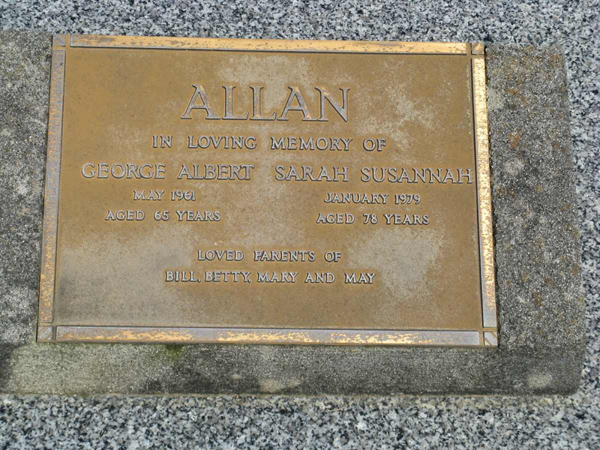 ALLAN
IN LOVING MEMORY OF
GEORGE ALBERT SARAH SUSANNAH
MAY 1961 JANUARY 1979
AGED 65 YEARS AGED 78 YEARS
LOVED PARENTS OF
BILL, BETTY, MARY AND MAY